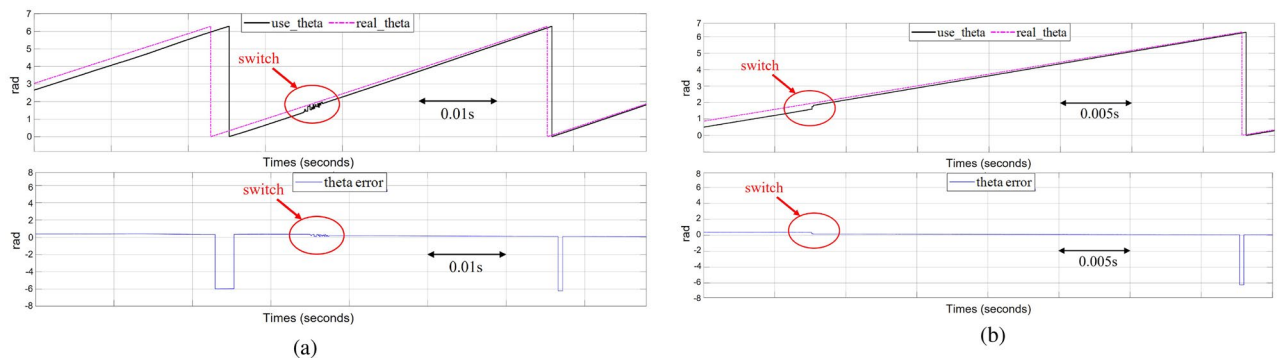 use_theta real_theta
switch
rad
7
6
5
4
3
2
1
0
0.01s
Times (seconds)
theta error
switch
rad
8
6
4
2
0
-2
-4
-6
-8
0.01s
Times (seconds)
(a)
use_theta real_theta
switch
rad
7
6
5
4
3
2
1
0
0.005s
Times (seconds)
theta error
switch
rad
8
6
4
2
0
-2
-4
-6
-8
0.005s
Times (seconds)
(b)